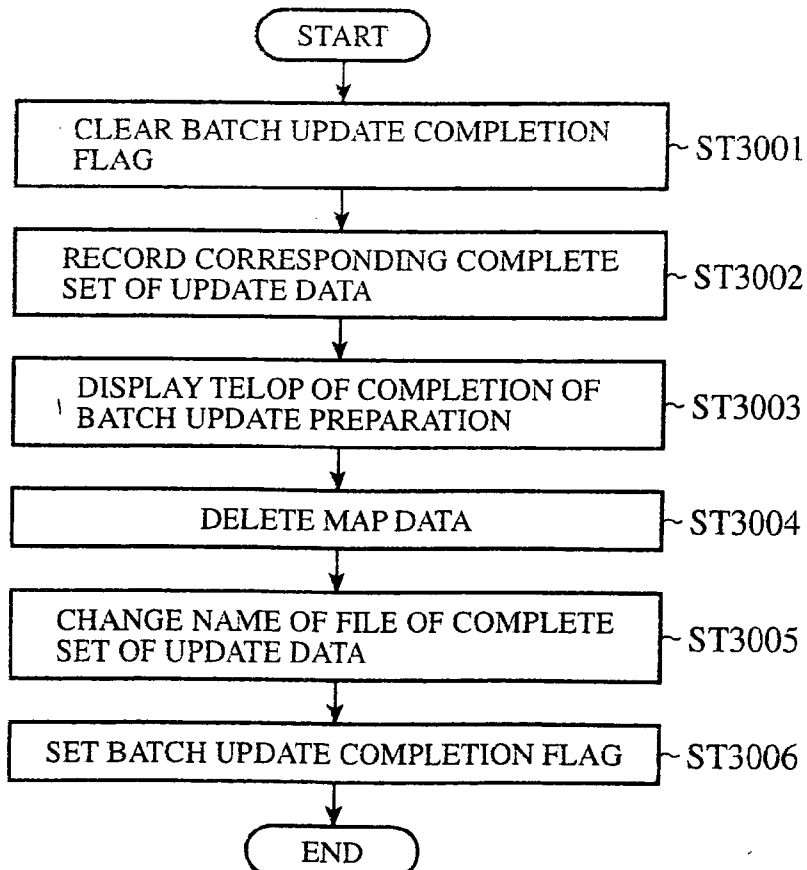 START
CLEAR BATCH UPDATE COMPLETION
FLAG
ST3001
RECORD CORRESPONDING COMPLETE
SET OF UPDATE DATA
ST3002
DISPLAY TELOP OF COMPLETION OF
BATCH UPDATE PREPARATION
ST3003
DELETE MAP DATA
ST3004
CHANGE NAME OF FILE OF COMPLETE
SET OF UPDATE DATA
ST3005
SET BATCH UPDATE COMPLETION FLAG
ST3006
END